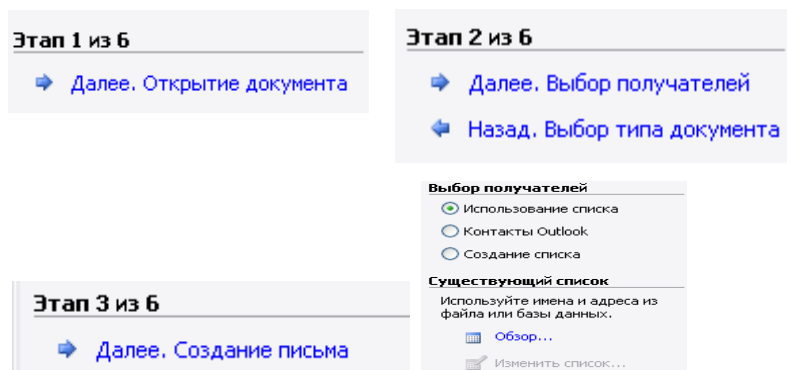 Этап 1 из 6
Далее. Открытие документа
Этап 2 из 6
Далее. Выбор получателей
Назад. Выбор типа документа
Выбор получателей
Использование списка
Контакты Outlook
Создание списка
Существующий список
Используйте имена и адреса из
файла или базы данных.
Обзор...
Изменить список...
Этап 3 из 6
Далее. Создание письма